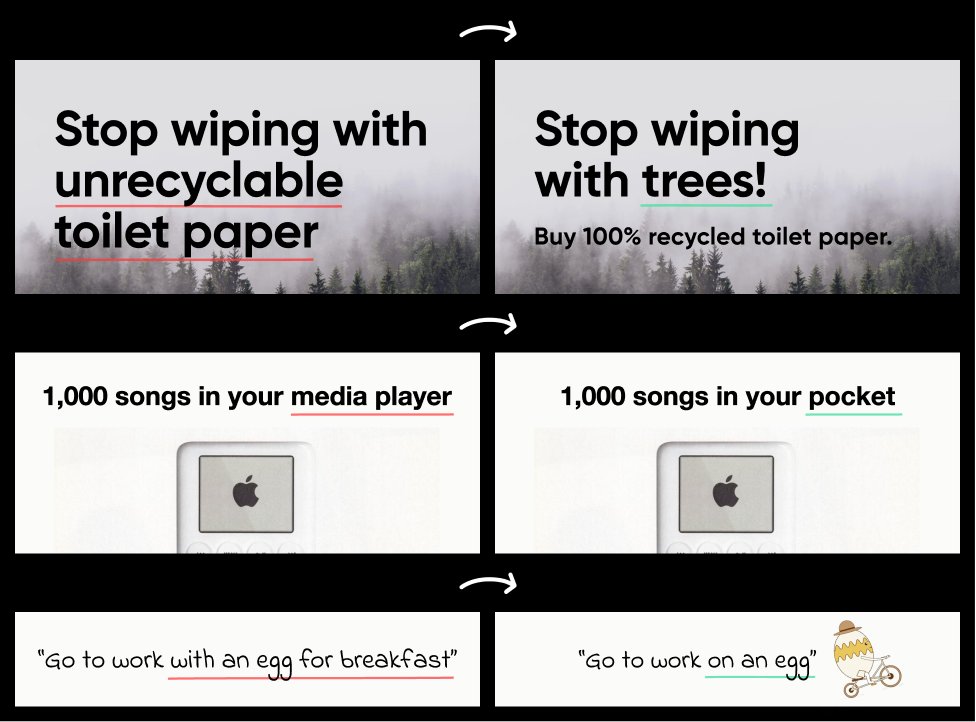 Stop wiping with
unrecyclable
toilet paper
Stop wiping
with trees!
Buy 100% recycled toilet paper.
1,000 songs in your media player
1,000 songs in your pocket
“Go to work with an egg for breakfast”
“Go to work on an egg”